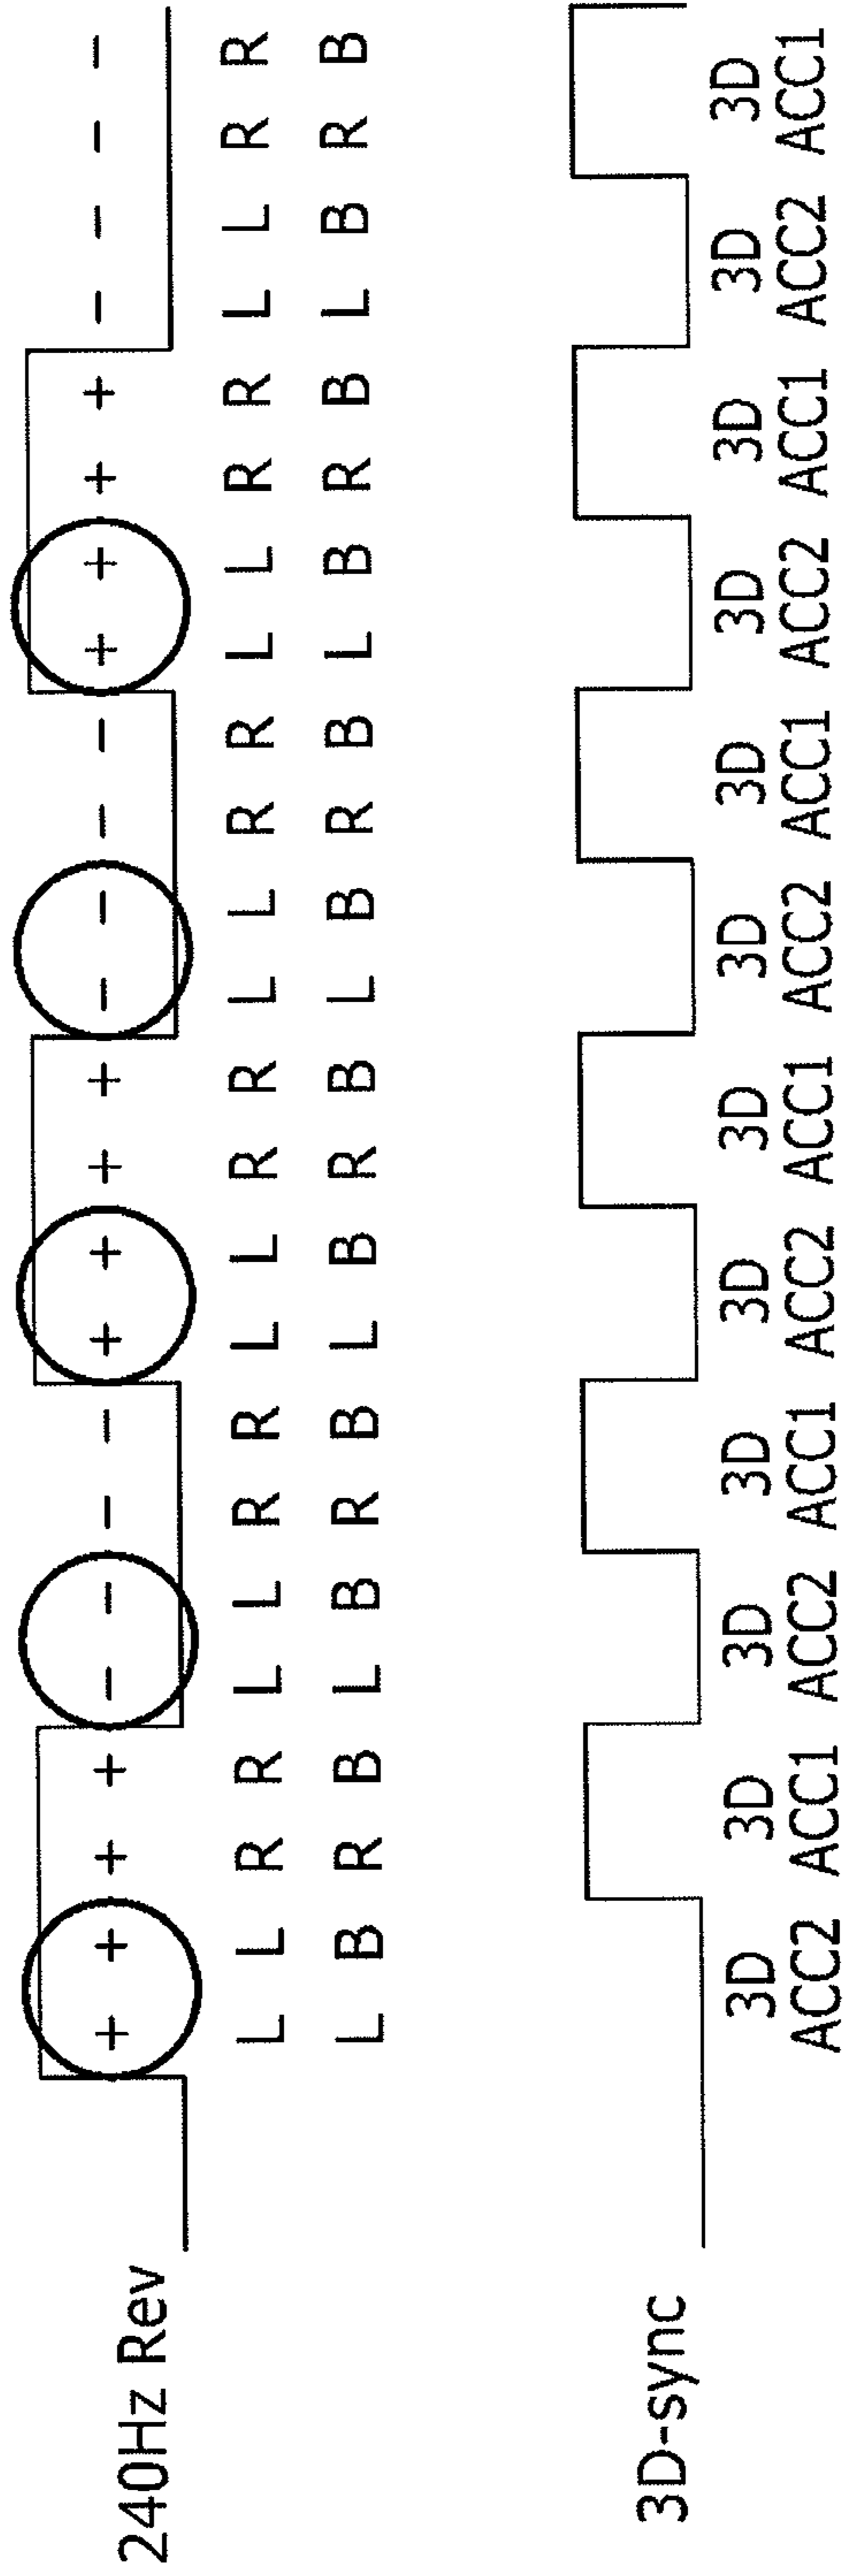 240Hz Rev + + + + − − − − + + + + − − − − + + + + − − − −
L L R R L L R R L L R R L L R R L L R R L L R R
L B R B L B R B L B R B L B R B L B R B L B R B
3D-sync
3D 3D 3D 3D 3D 3D 3D 3D 3D 3D 3D 3D
ACC2 ACC1 ACC2 ACC1 ACC2 ACC1 ACC2 ACC1 ACC2 ACC1 ACC2 ACC1